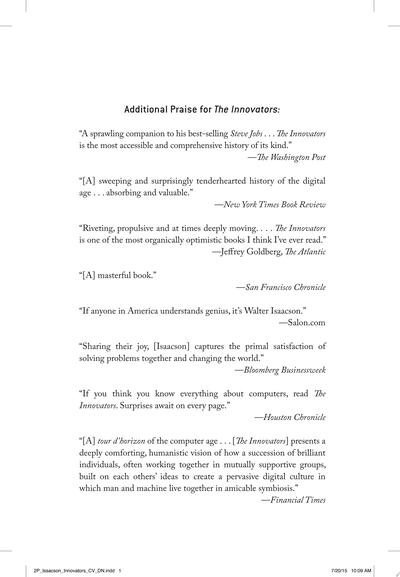 Additional Praise for The Innovators:
“A sprawling companion to his best-selling Steve Jobs . . . The Innovators
is the most accessible and comprehensive history of its kind.”
—The Washington Post
“[A] sweeping and surprisingly tenderhearted history of the digital
age . . . absorbing and valuable.”
—New York Times Book Review
“Riveting, propulsive and at times deeply moving. . . . The Innovators
is one of the most organically optimistic books I think I’ve ever read.”
—Jeffrey Goldberg, The Atlantic
“[A] masterful book.”
—San Francisco Chronicle
“If anyone in America understands genius, it’s Walter Isaacson.”
—Salon.com
“Sharing their joy, [Isaacson] captures the primal satisfaction of
solving problems together and changing the world.”
—Bloomberg Businessweek
“If you think you know everything about computers, read The
Innovators. Surprises await on every page.”
—Houston Chronicle
“[A] tour d’horizon of the computer age . . . [The Innovators] presents a
deeply comforting, humanistic vision of how a succession of brilliant
individuals, often working together in mutually supportive groups,
built on each others’ ideas to create a pervasive digital culture in
which man and machine live together in amicable symbiosis.”
—Financial Times
2P_Isaacson_Innovators_CV_DN.indd 1
7/20/15 10:09 AM